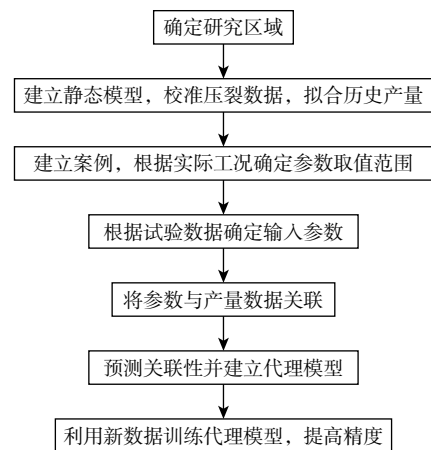 确定研究区域
建立静态模型，校准压裂数据，拟合历史产量
建立案例，根据实际工况确定参数取值范围
根据试验数据确定输入参数
将参数与产量数据关联
预测关联性并建立代理模型
利用新数据训练代理模型，提高精度